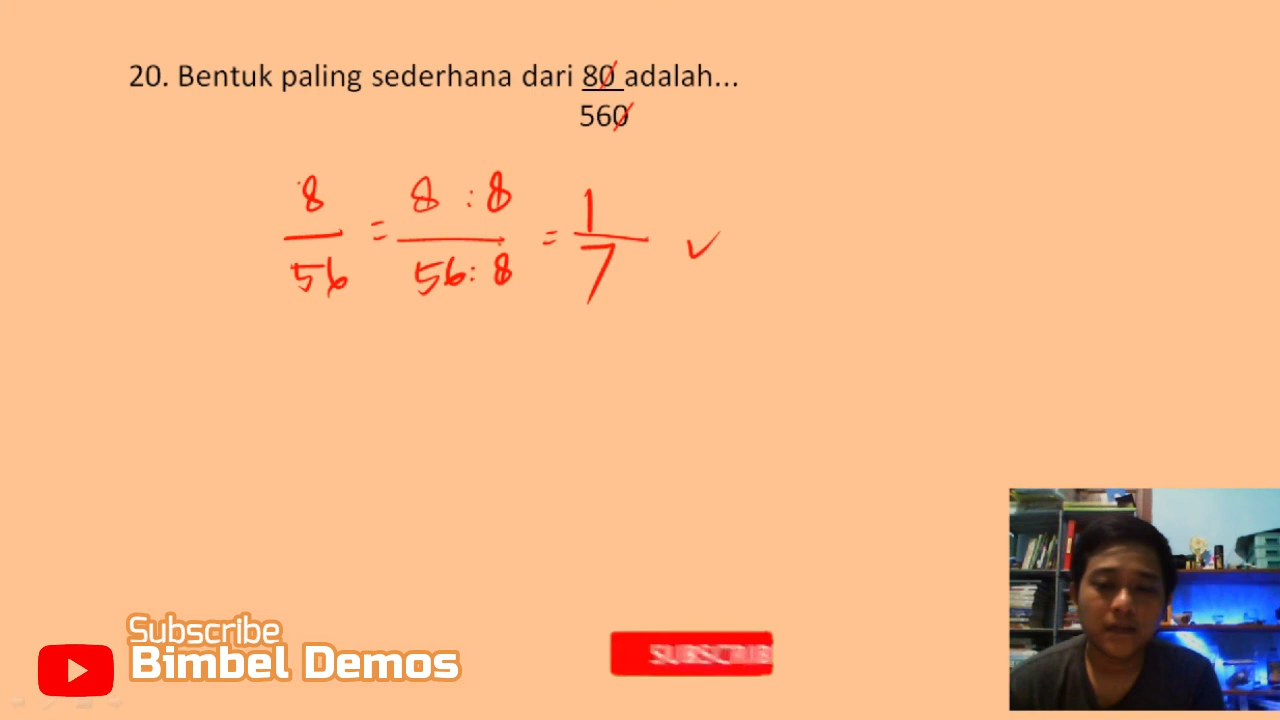 20. Bentuk paling sederhana dari 80 adalah...
560
8 = 8 : 8 = 1 ✓
56 56 : 8 7
Subscribe
Bimbel Demos
SUBSCRIB